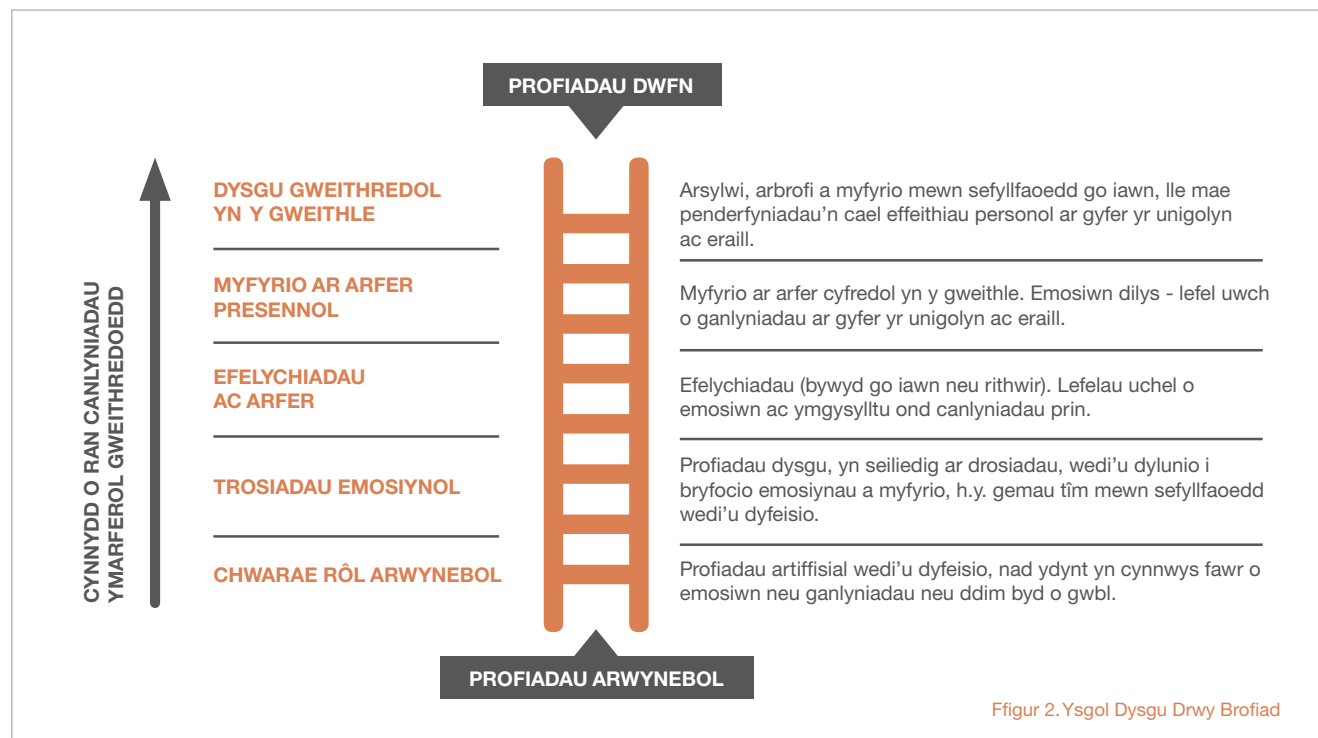 PROFIADAU DWFN
CYNNYDD O RAN CANLYNIADAU
YMARFEROL GWEITHREDOEDD
DYSGU GWEITHREDOL
YN Y GWEITHLE
Arsylwi, arbrofi a myfyrio mewn sefyllfaoedd go iawn, lle mae
penderfyniadau’n cael effeithiau personol ar gyfer yr unigolyn
ac eraill.
MYFYRIO AR ARFER
PRESENNOL
Myfyrio ar arfer cyfredol yn y gweithle. Emosiwn dilys - lefel uwch
o ganlyniadau ar gyfer yr unigolyn ac eraill.
EFELYCHIADAU
AC ARFER
Efelychiadau (bywyd go iawn neu rithwir). Lefelau uchel o
emosiwn ac ymgysylltu ond canlyniadau prin.
TROSIADAU EMOSIYNOL
Profiadau dysgu, yn seiliedig ar drosiadau, wedi’u dylunio i
bryfocio emosiynau a myfyrio, h.y. gemau tîm mewn sefyllfaoedd
wedi’u dyfeisio.
CHWARAE RÔL ARWYNEBOL
Profiadau artiffisial wedi’u dyfeisio, nad ydynt yn cynnwys fawr o
emosiwn neu ganlyniadau neu ddim byd o gwbl.
PROFIADAU ARWYNEBOL
Ffigur 2. Ysgol Dysgu Drwy Brofiad